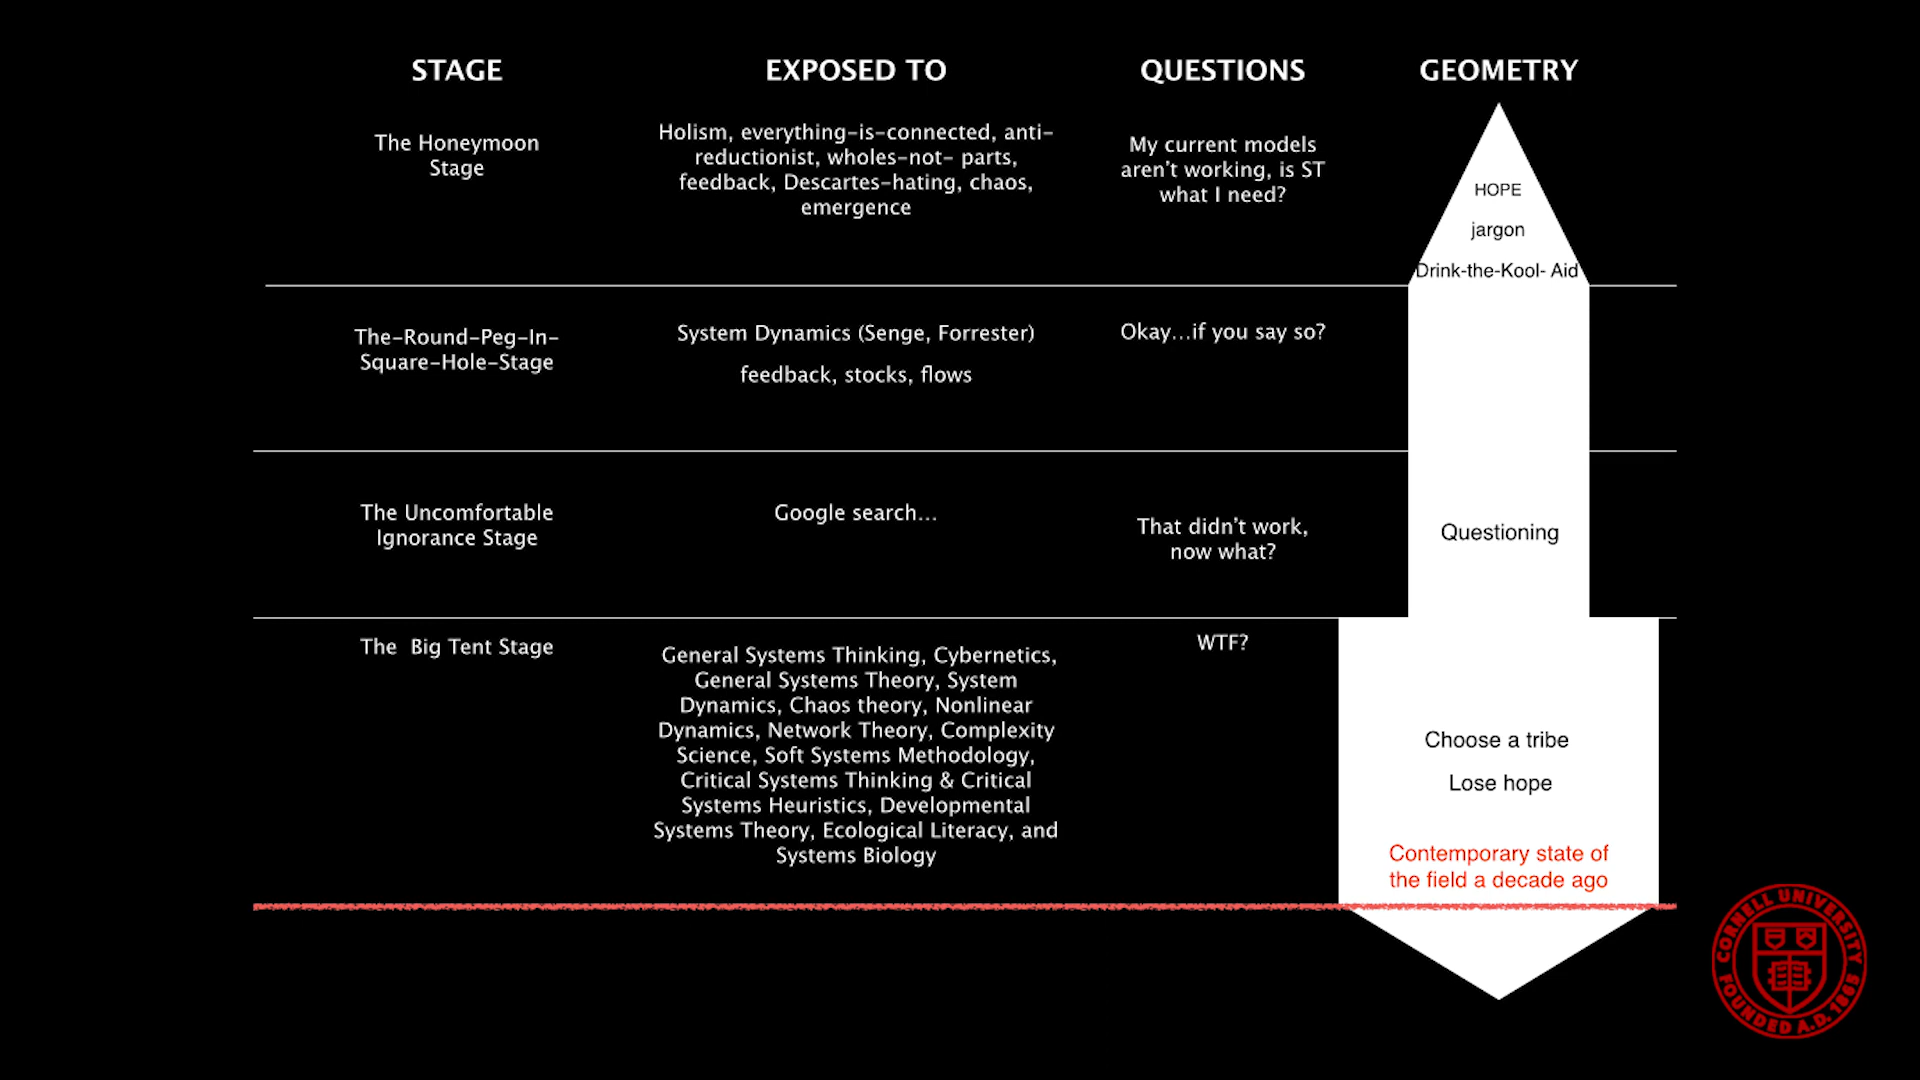 STAGE
EXPOSED TO
QUESTIONS
GEOMETRY
The Honeymoon
Stage
Holism, everything-is-connected, anti-
reductionist, wholes-not- parts,
feedback, Descartes-hating, chaos,
emergence
My current models
aren't working, is ST
what I need?
HOPE
jargon
Drink-the-Kool- Aid
The-Round-Peg-In-
Square-Hole-Stage
System Dynamics (Senge, Forrester)
feedback, stocks, flows
Okay...if you say so?
The Uncomfortable
Ignorance Stage
Google search...
That didn't work,
now what?
Questioning
The  Big Tent Stage
General Systems Thinking, Cybernetics,
General Systems Theory, System
Dynamics, Chaos theory, Nonlinear
Dynamics, Network Theory, Complexity
Science, Soft Systems Methodology,
Critical Systems Thinking & Critical
Systems Heuristics, Developmental
Systems Theory, Ecological Literacy, and
Systems Biology
WTF?
Choose a tribe
Lose hope
Contemporary state of
the field a decade ago
CORNELL UNIVERSITY
FOUNDED A.D. 1865